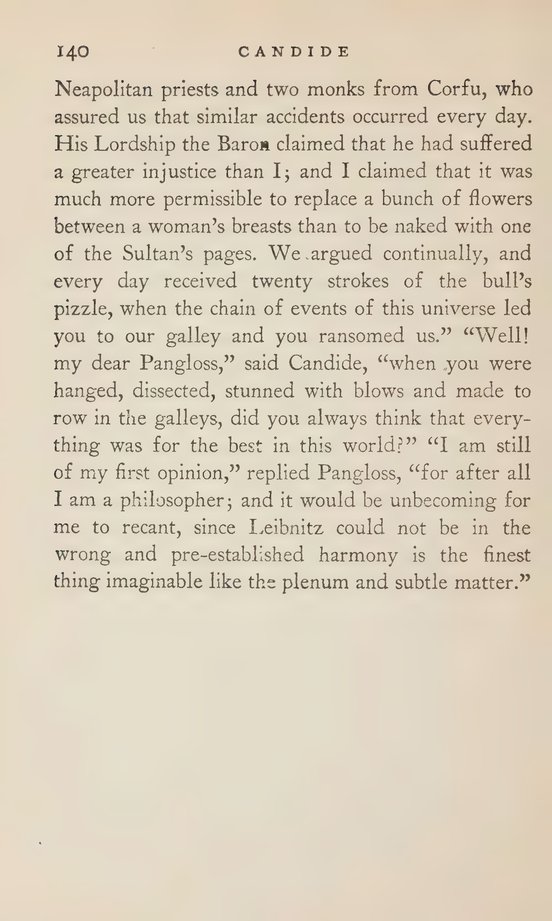 140 CANDIDE
Neapolitan priests and two monks from Corfu, who
assured us that similar accidents occurred every day.
His Lordship the Baron claimed that he had suffered
a greater injustice than I; and I claimed that it was
much more permissible to replace a bunch of flowers
between a woman’s breasts than to be naked with one
of the Sultan’s pages. We argued continually, and
every day received twenty strokes of the bull’s
pizzle, when the chain of events of this universe led
you to our galley and you ransomed us.” “Well!
my dear Pangloss,” said Candide, “when you were
hanged, dissected, stunned with blows and made to
row in the galleys, did you always think that every-
thing was for the best in this world?” “I am still
of my first opinion,” replied Pangloss, “for after all
I am a philosopher; and it would be unbecoming for
me to recant, since Leibnitz could not be in the
wrong and pre-established harmony is the finest
thing imaginable like the plenum and subtle matter.”